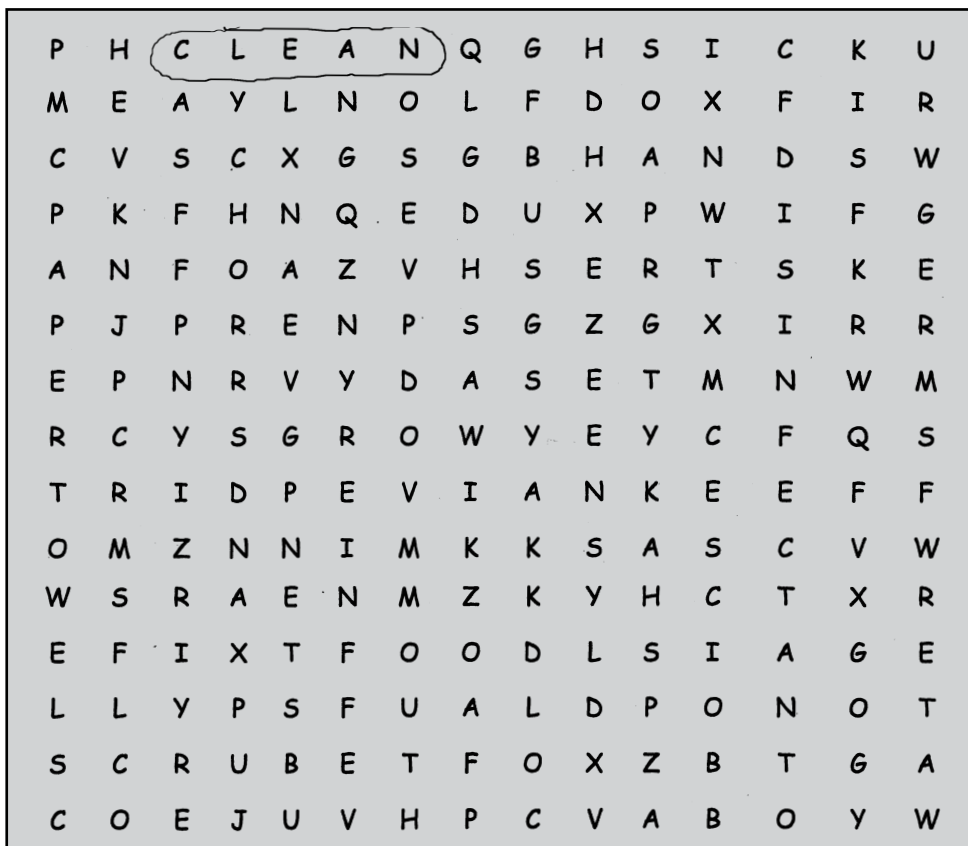 P H C L E A N Q G H S I C K U
M E A Y L N O L F D O X F I R
C V S C X G S G B H A N D S W
P K F H N Q E D U X P W I F G
A N F O A Z V H S E R T S K E
P J P R E N P S G Z G X I R R
E P N R V Y D A S E T M N W M
R C Y S G R O W Y E Y C F Q S
T R I D P E V I A N K E E F F
O M Z N N I M K K S A S C V W
W S R A E N M Z K Y H C T X R
E F I X T F O O D L S I A G E
L L Y P S F U A L D P O N O T
S C R U B E T F O X Z B T G A
C O E J U V H P C V A B O Y W